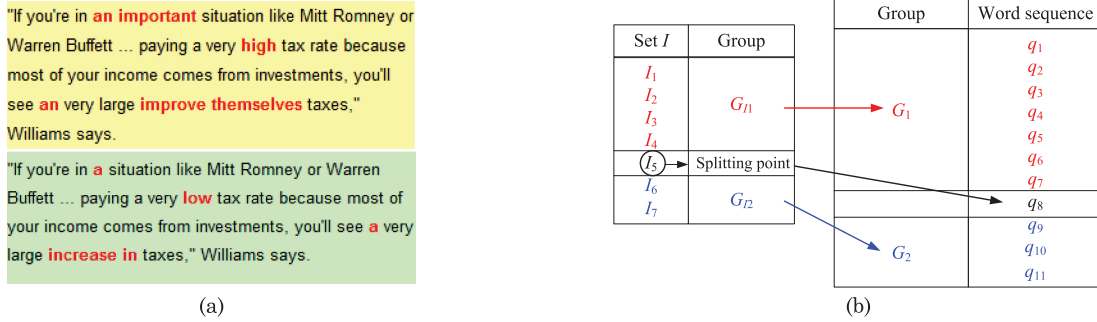 "If you're in an important situation like Mitt Romney or
Warren Buffett ... paying a very high tax rate because
most of your income comes from investments, you'll
see an very large improve themselves taxes,"
Williams says.
"If you're in a situation like Mitt Romney or Warren
Buffett ... paying a very low tax rate because most of
your income comes from investments, you'll see a very
large increase in taxes," Williams says.
(a)
Set I Group
I1
I2
I3
I4
GI1
I5 Splitting point
I6
I7
GI2
Group Word sequence
G1
q1
q2
q3
q4
q5
q6
q7
q8
G2
q9
q10
q11
(b)